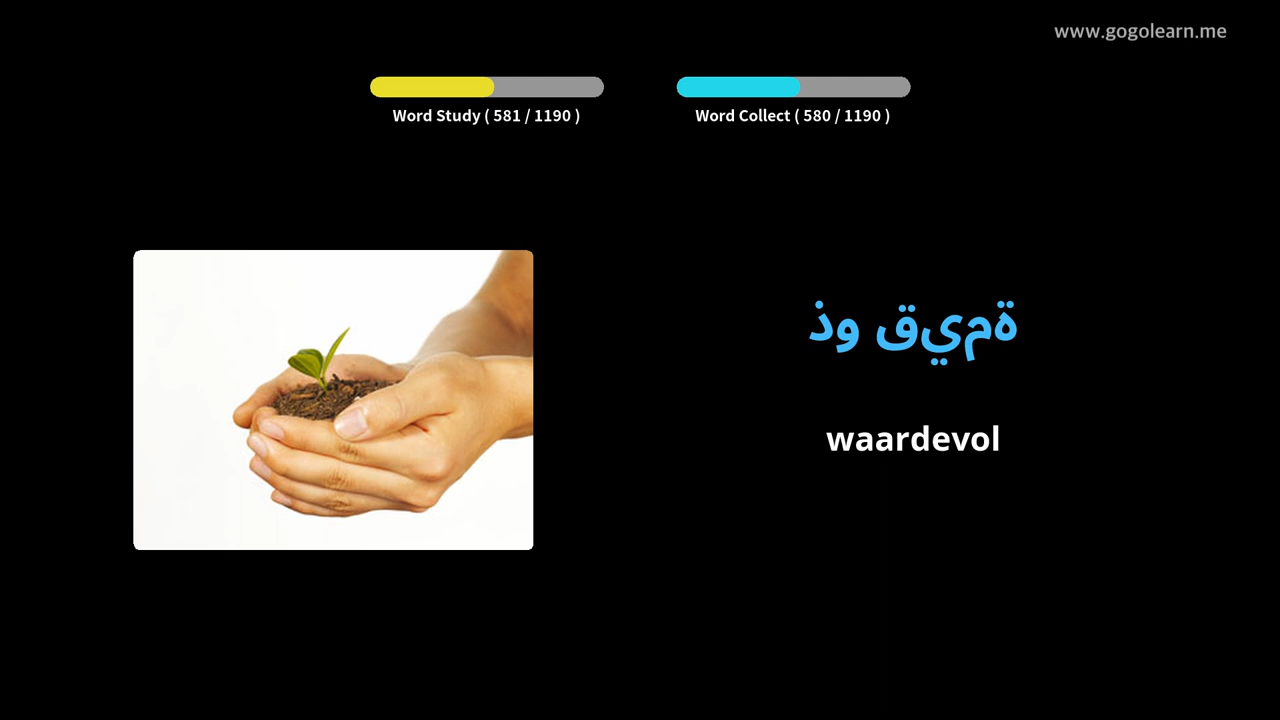 www.gogolearn.me
Word Study ( 581 / 1190 )
Word Collect ( 580 / 1190 )
ذو قيمة
waardevol